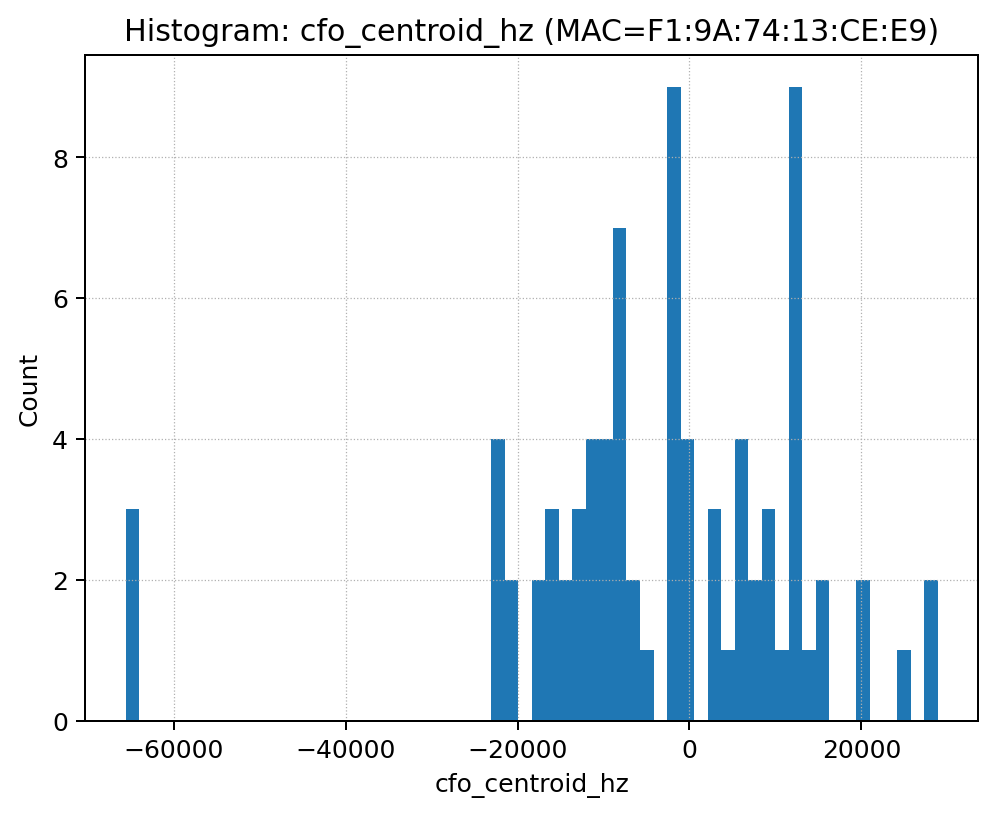 Histogram: cfo_centroid_hz (MAC=F1:9A:74:13:CE:E9)
8
6
4
2
0
Count
−60000 −40000 −20000 0 20000
cfo_centroid_hz